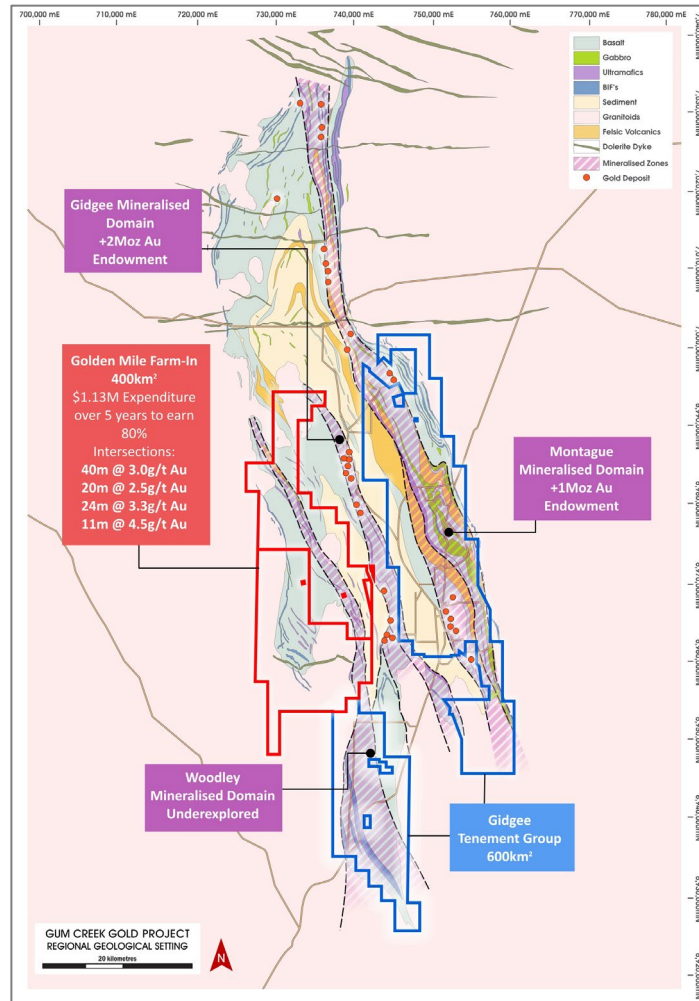 700,000 mE
710,000 mE
720,000 mE
730,000 mE
740,000 mE
750,000 mE
760,000 mE
770,000 mE
780,000 mE
Basalt
Gabbro
Ultramafics
BIF's
Sediment
Granitoids
Felsic Volcanics
Dolerite Dyke
Mineralised Zones
Gold Deposit
Gidgee Mineralised
Domain
+2Moz Au
Endowment
Golden Mile Farm-In
400km²
$1.13M Expenditure
over 5 years to earn
80%
Intersections:
40m @ 3.0g/t Au
20m @ 2.5g/t Au
24m @ 3.3g/t Au
11m @ 4.5g/t Au
Montague
Mineralised Domain
+1Moz Au
Endowment
Woodley
Mineralised Domain
Underexplored
Gidgee
Tenement Group
600km²
GUM CREEK GOLD PROJECT
REGIONAL GEOLOGICAL SETTING
20 kilometres
N